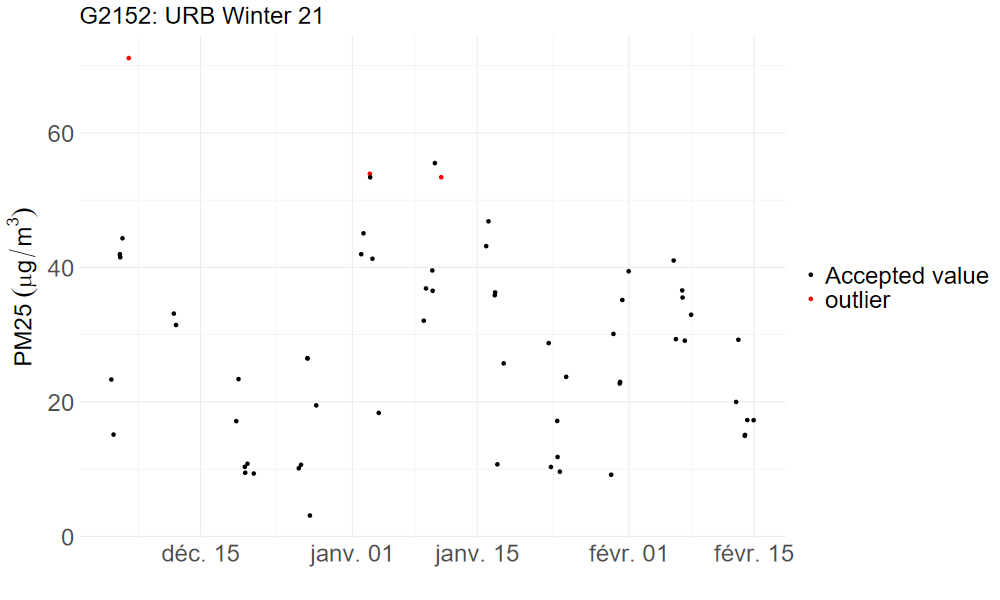 G2152: URB Winter 21
PM25 (μg/m³)
60
40
20
0
déc. 15
janv. 01
janv. 15
févr. 01
févr. 15
Accepted value
outlier